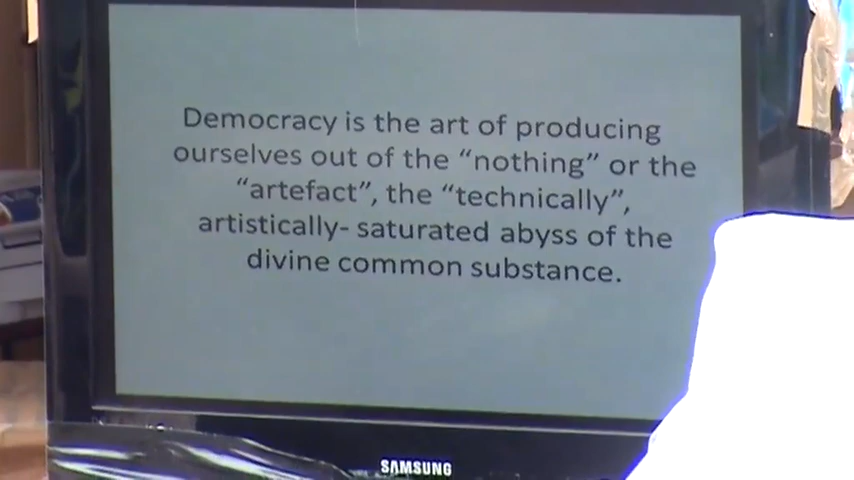 Democracy is the art of producing
ourselves out of the “nothing” or the
“artefact”, the “technically”,
artistically- saturated abyss of the
divine common substance.
SAMSUNG